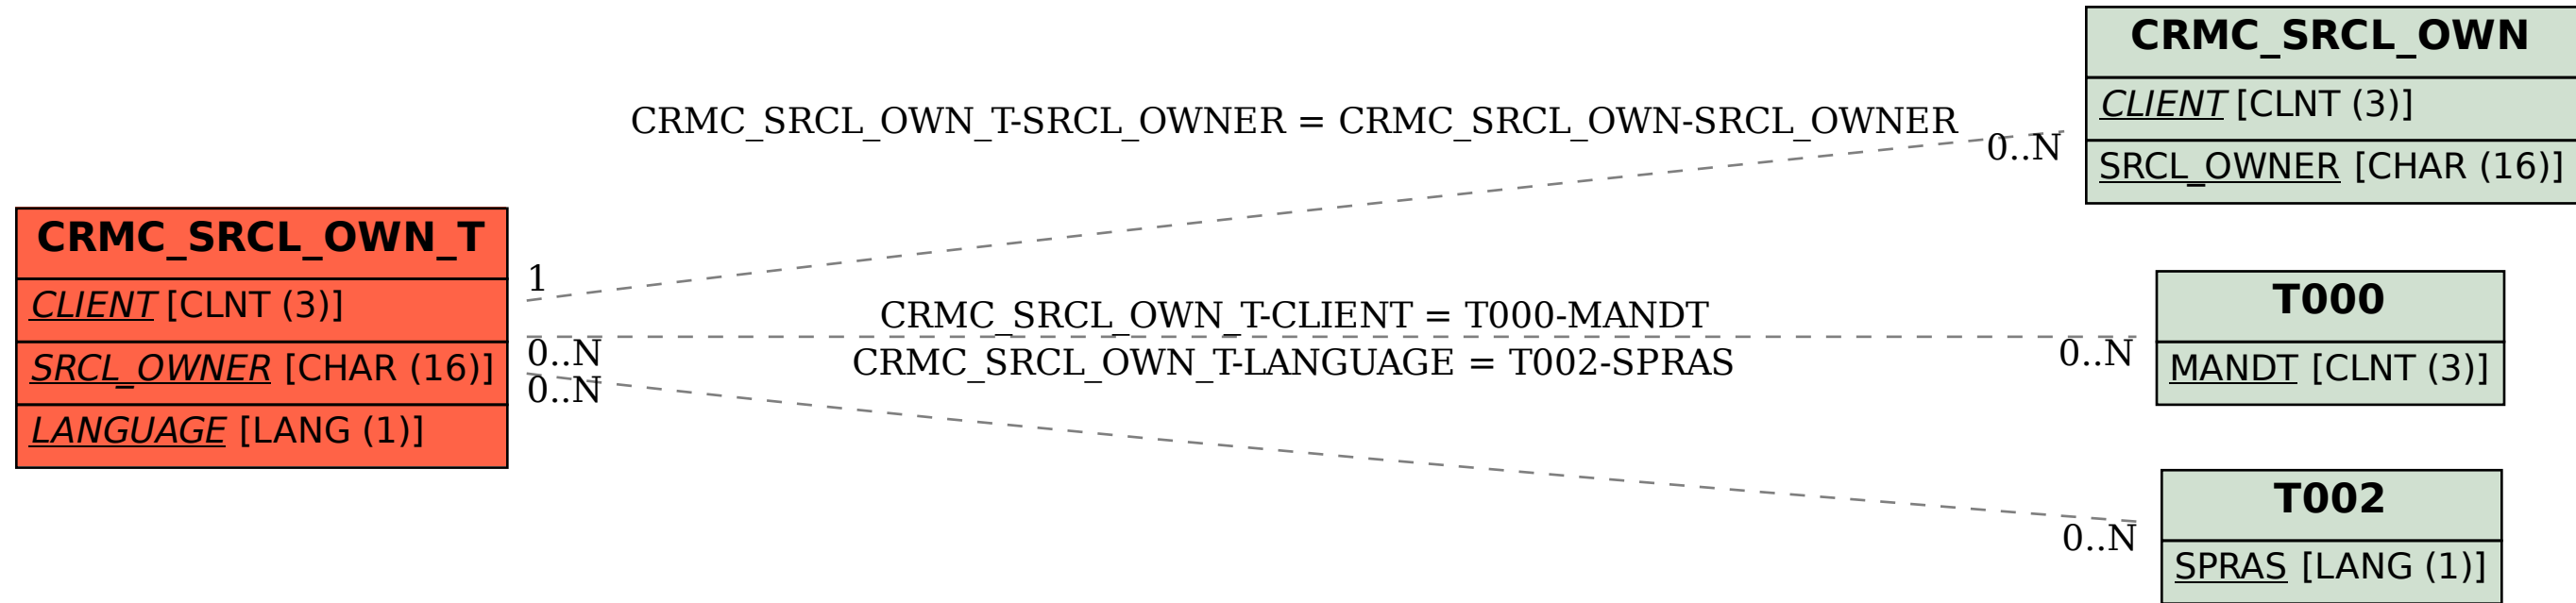 CRMC_SRCL_OWN
CLIENT [CLNT (3)]
SRCL_OWNER [CHAR (16)]
CRMC_SRCL_OWN_T-SRCL_OWNER = CRMC_SRCL_OWN-SRCL_OWNER
0..N
CRMC_SRCL_OWN_T
CLIENT [CLNT (3)]
SRCL_OWNER [CHAR (16)]
LANGUAGE [LANG (1)]
1
0..N
0..N
CRMC_SRCL_OWN_T-CLIENT = T000-MANDT
CRMC_SRCL_OWN_T-LANGUAGE = T002-SPRAS
0..N
T000
MANDT [CLNT (3)]
0..N
T002
SPRAS [LANG (1)]